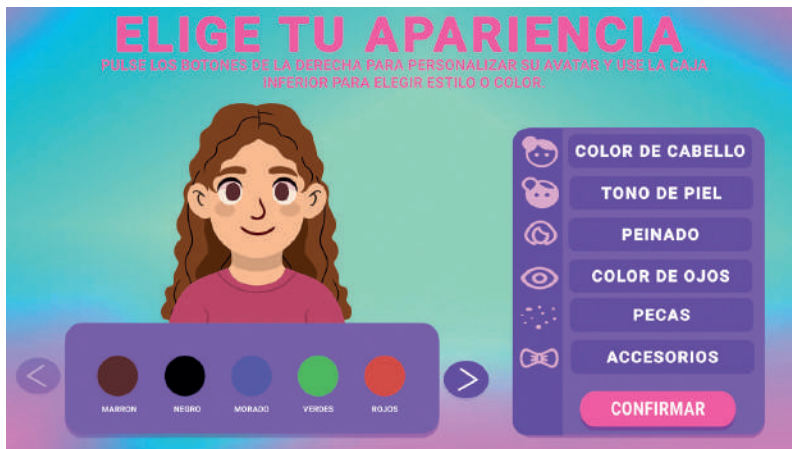 ELIGE TU APARIENCIA
PULSE LOS BOTONES DE LA DERECHA PARA PERSONALIZAR SU AVATAR Y USE LA CAJA
INFERIOR PARA ELEGIR ESTILO O COLOR.
COLOR DE CABELLO
TONO DE PIEL
PEINADO
COLOR DE OJOS
PECAS
ACCESORIOS
CONFIRMAR
MARRON
NEGRO
MORADO
VERDES
ROJOS